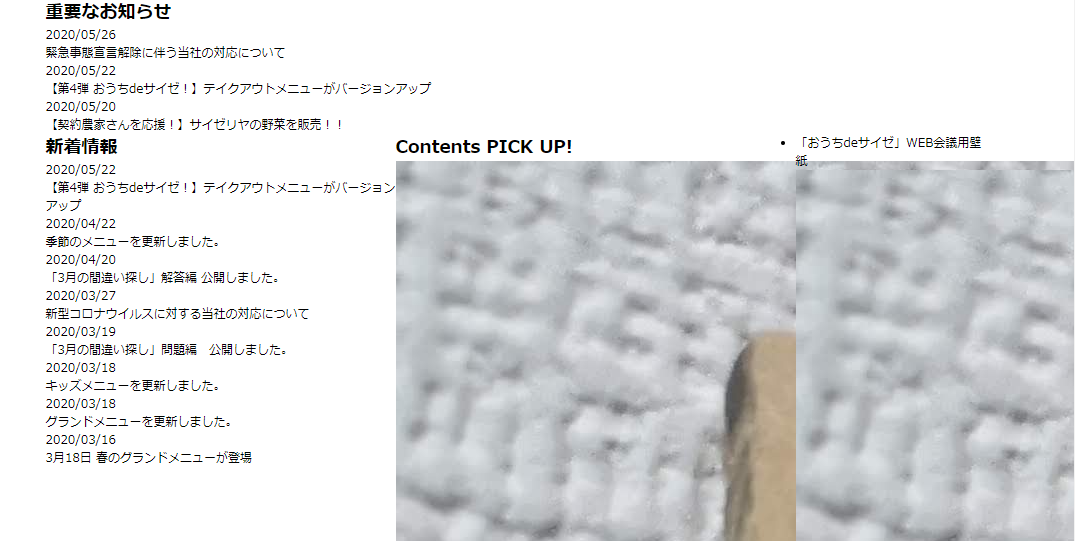 重要なお知らせ
2020/05/26
緊急事態宣言解除に伴う当社の対応について
2020/05/22
【第4弾 おうちdeサイゼ！】テイクアウトメニューがバージョンアップ
2020/05/20
【契約農家さんを応援！】サイゼリヤの野菜を販売！！
新着情報
2020/05/22
【第4弾 おうちdeサイゼ！】テイクアウトメニューがバージョン
アップ
2020/04/22
季節のメニューを更新しました。
2020/04/20
「3月の間違い探し」解答編 公開しました。
2020/03/27
新型コロナウイルスに対する当社の対応について
2020/03/19
「3月の間違い探し」問題編　公開しました。
2020/03/18
キッズメニューを更新しました。
2020/03/18
グランドメニューを更新しました。
2020/03/16
3月18日 春のグランドメニューが登場
Contents PICK UP!
• 「おうちdeサイゼ」WEB会議用壁
紙